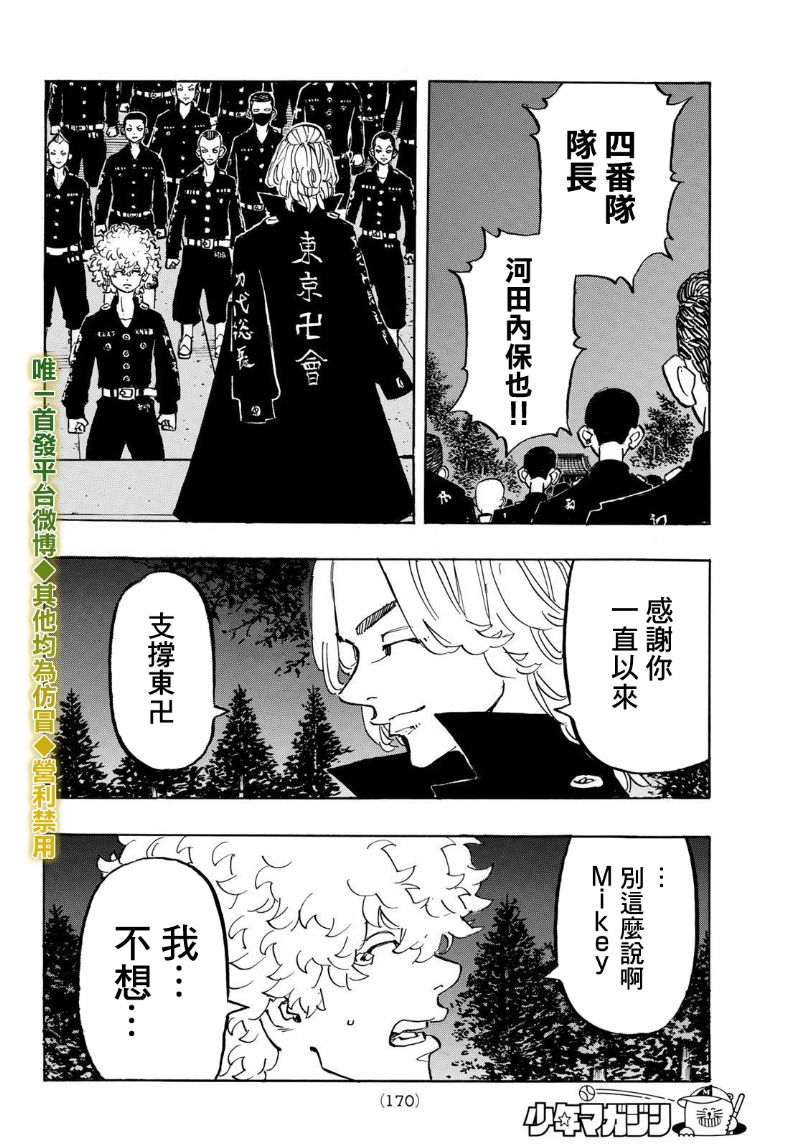 四番隊
隊長
河田內保也!!
東京卍會
初代総長
感謝你
一直以來
支撐東卍
…
別這麼說啊
Mikey
我…
不想…
唯一首發平台微博◆其他均為仿冒◆營利禁用
(170)
少年マガジン